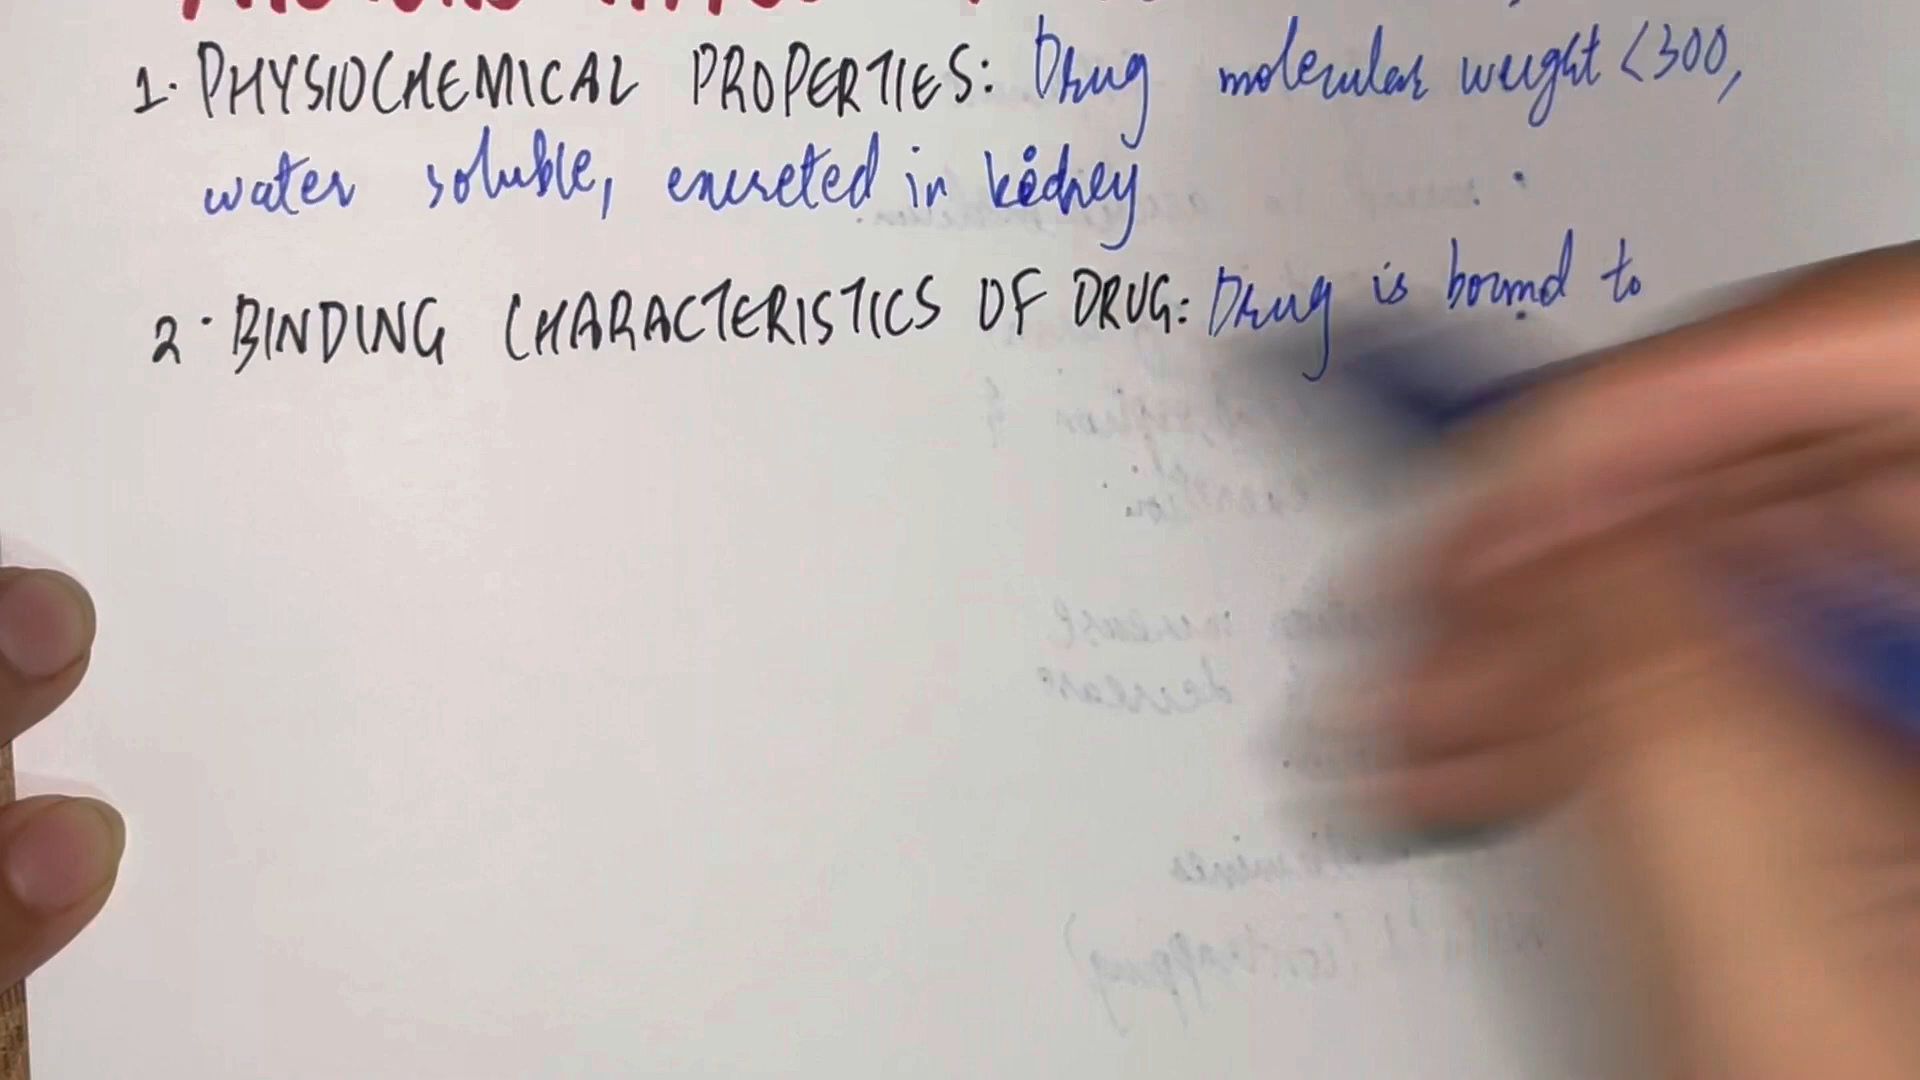 1. PHYSIOCHEMICAL PROPERTIES: Drug molecular weight <300,
water soluble, excreted in kidney
2. BINDING CHARACTERISTICS OF DRUG: Drug is bound to